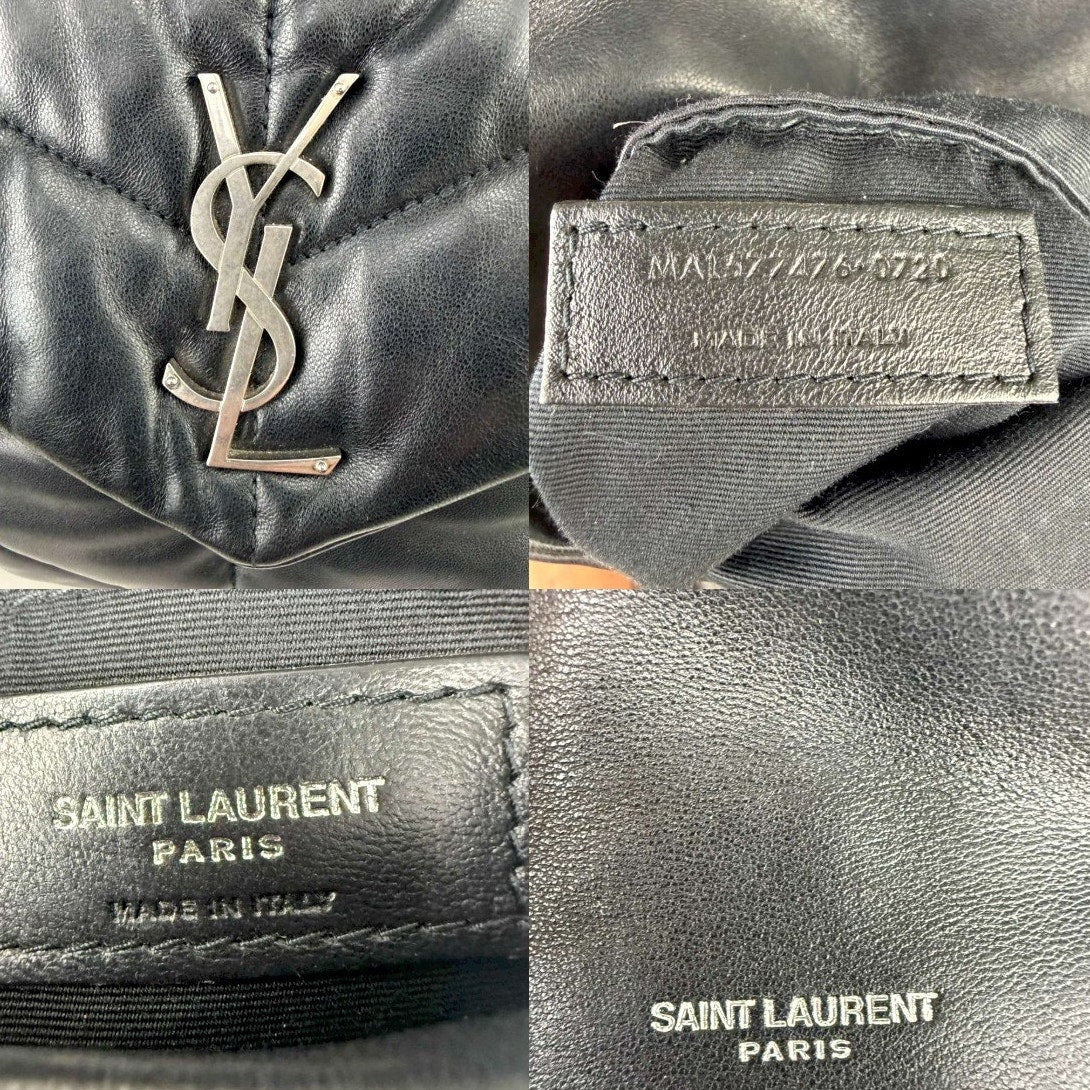 YSL
MAL577476·0720
MADE IN ITALY
SAINT LAURENT
PARIS
MADE IN ITALY
SAINT LAURENT
PARIS